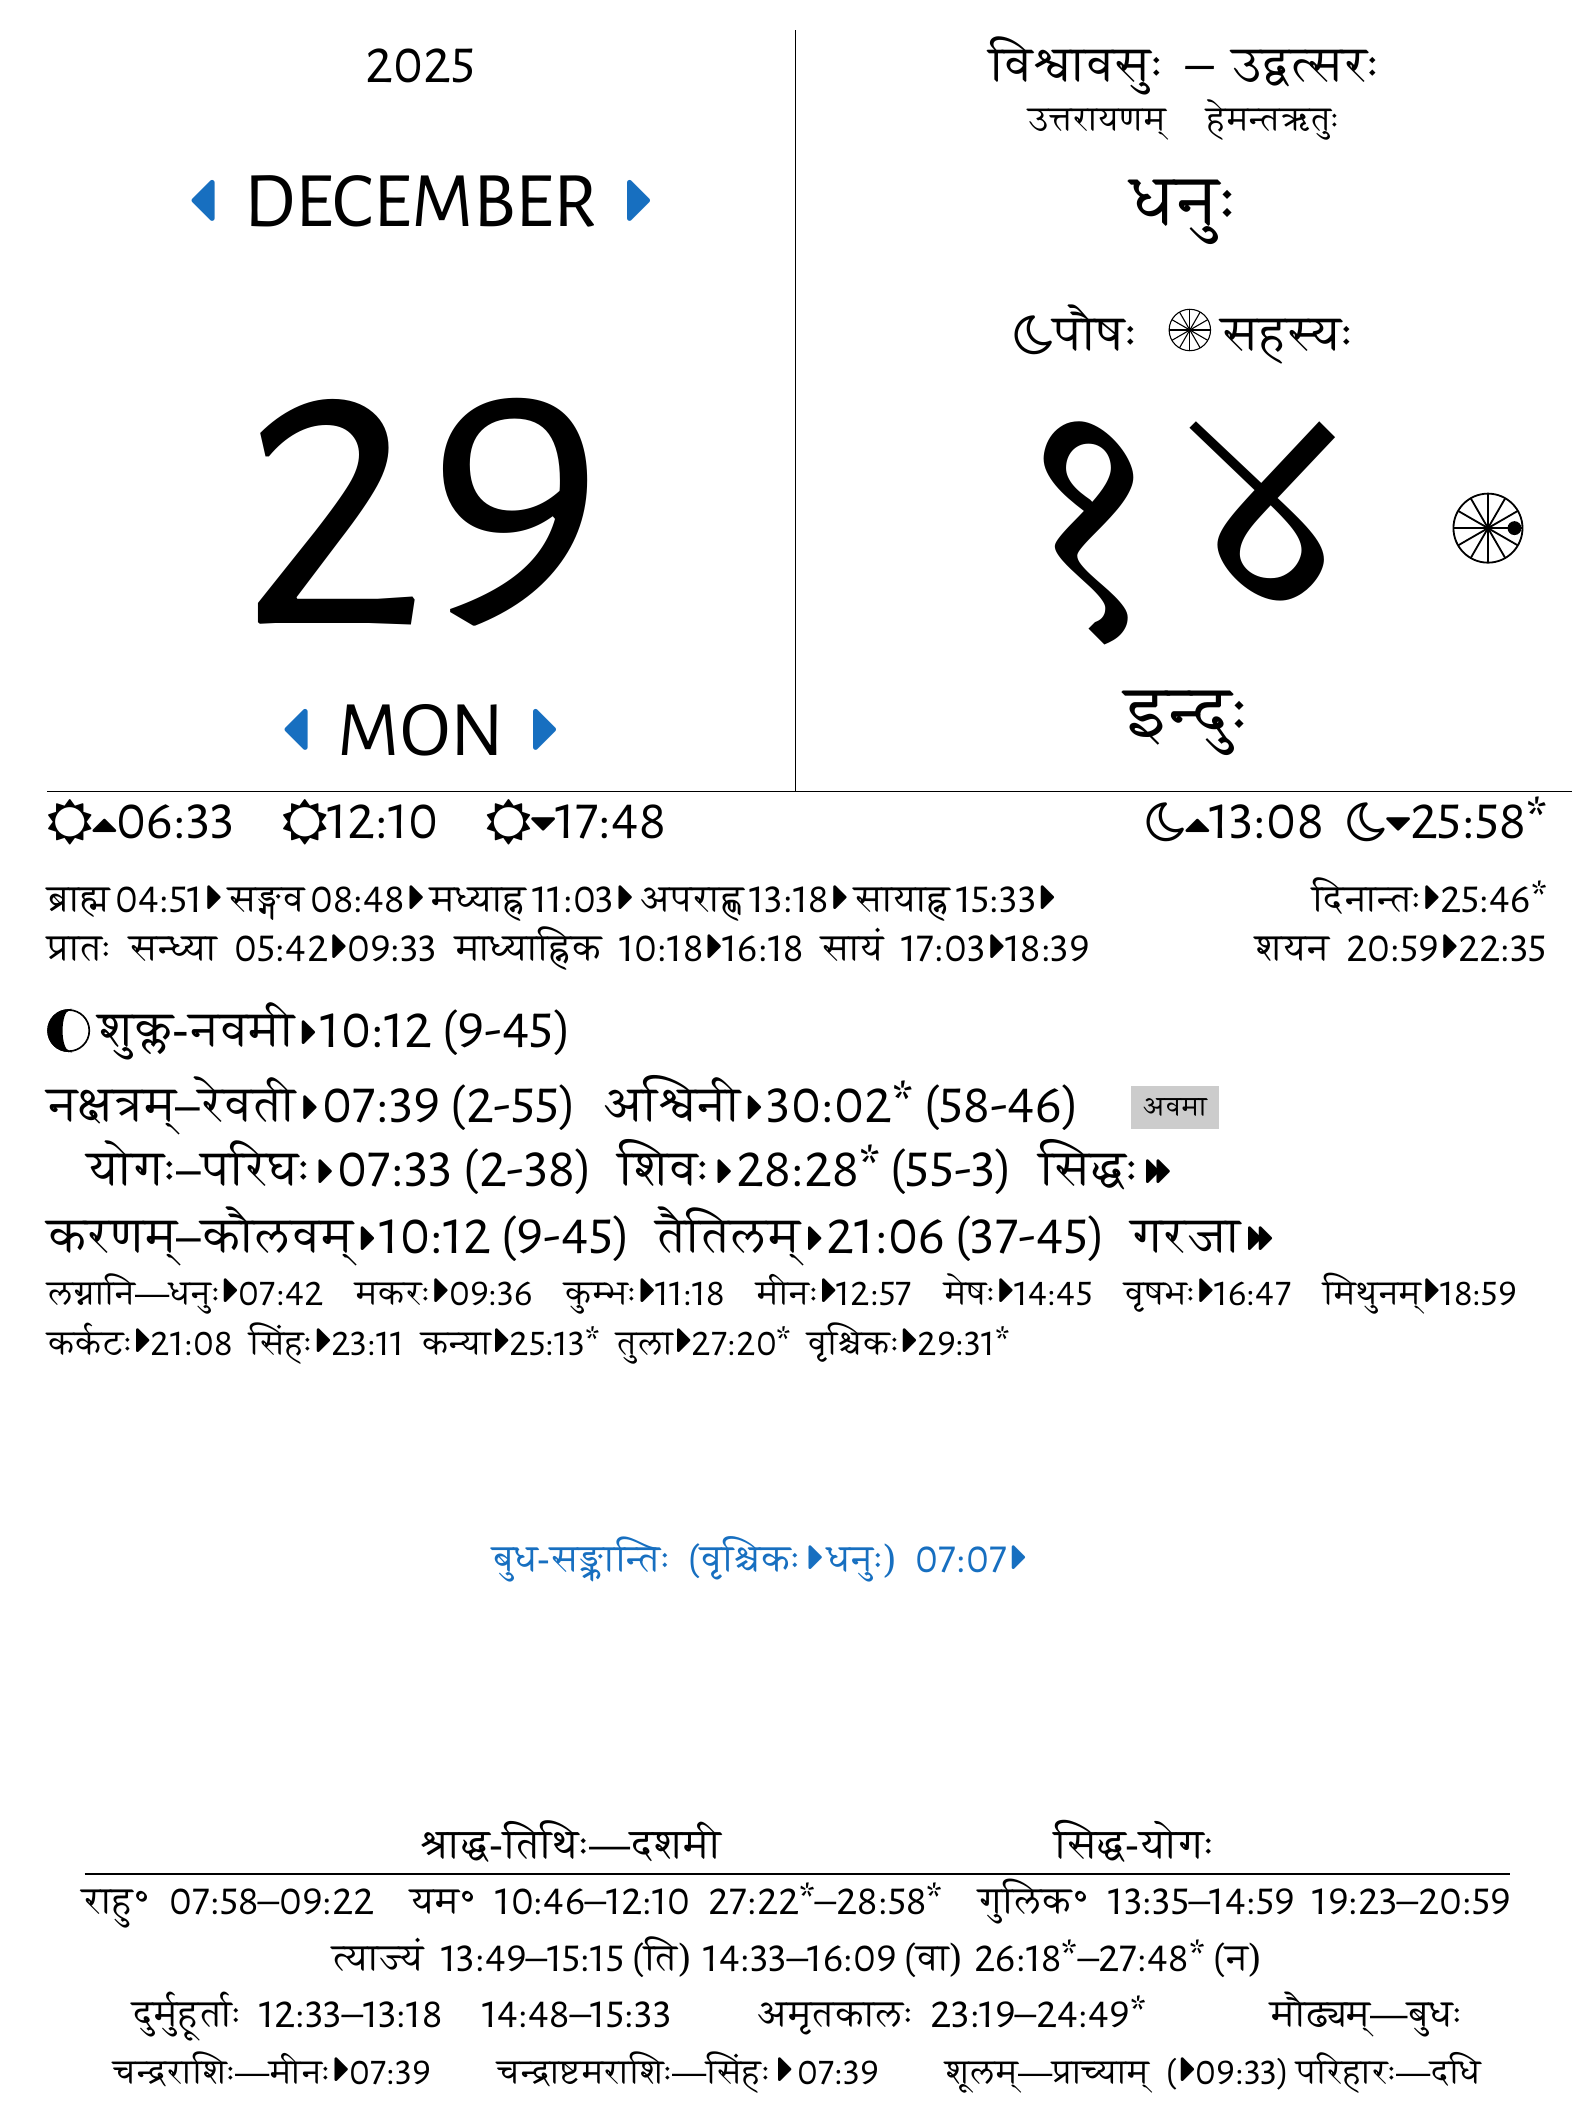 2025
DECEMBER
29
MON
विश्वावसुः – उद्वत्सरः
उत्तरायणम् हेमन्तऋतुः
धनुः
पौषः सहस्यः
१४
इन्दुः
06:33 12:10 17:48 13:08 25:58*
ब्राह्म 04:51 सङ्गव 08:48 मध्याह्न 11:03 अपराह्ण 13:18 सायाह्न 15:33 दिनान्तः 25:46*
प्रातः सन्ध्या 05:42 09:33 माध्याह्निक 10:18 16:18 सायं 17:03 18:39 शयन 20:59 22:35
शुक्ल-नवमी 10:12 (9-45)
नक्षत्रम्–रेवती 07:39 (2-55) अश्विनी 30:02* (58-46) अवमा
योगः–परिघः 07:33 (2-38) शिवः 28:28* (55-3) सिद्धः
करणम्–कौलवम् 10:12 (9-45) तैतिलम् 21:06 (37-45) गरजा
लग्नानि—धनुः 07:42 मकरः 09:36 कुम्भः 11:18 मीनः 12:57 मेषः 14:45 वृषभः 16:47 मिथुनम् 18:59
कर्कटः 21:08 सिंहः 23:11 कन्या 25:13* तुला 27:20* वृश्चिकः 29:31*
बुध-सङ्क्रान्तिः (वृश्चिकः धनुः) 07:07
श्राद्ध-तिथिः—दशमी सिद्ध-योगः
राहु॰ 07:58–09:22 यम॰ 10:46–12:10 27:22*–28:58* गुलिक॰ 13:35–14:59 19:23–20:59
त्याज्यं 13:49–15:15 (ति) 14:33–16:09 (वा) 26:18*–27:48* (न)
दुर्मुहूर्ताः 12:33–13:18 14:48–15:33 अमृतकालः 23:19–24:49* मौढ्यम्—बुधः
चन्द्रराशिः—मीनः 07:39 चन्द्राष्टमराशिः—सिंहः 07:39 शूलम्—प्राच्याम् ( 09:33) परिहारः—दधि